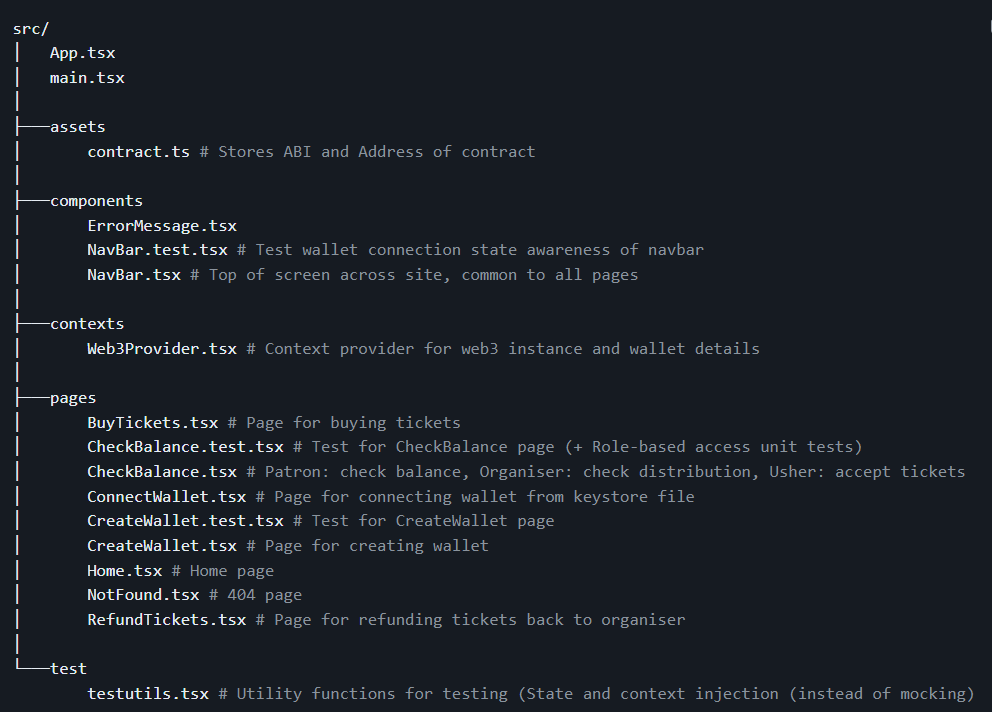 src/
│   App.tsx
│   main.tsx
│
├───assets
│       contract.ts # Stores ABI and Address of contract
│
├───components
│       ErrorMessage.tsx
│       NavBar.test.tsx # Test wallet connection state awareness of navbar
│       NavBar.tsx # Top of screen across site, common to all pages
│
├───contexts
│       Web3Provider.tsx # Context provider for web3 instance and wallet details
│
├───pages
│       BuyTickets.tsx # Page for buying tickets
│       CheckBalance.test.tsx # Test for CheckBalance page (+ Role-based access unit tests)
│       CheckBalance.tsx # Patron: check balance, Organiser: check distribution, Usher: accept tickets
│       ConnectWallet.tsx # Page for connecting wallet from keystore file
│       CreateWallet.test.tsx # Test for CreateWallet page
│       CreateWallet.tsx # Page for creating wallet
│       Home.tsx # Home page
│       NotFound.tsx # 404 page
│       RefundTickets.tsx # Page for refunding tickets back to organiser
│
└───test
        testutils.tsx # Utility functions for testing (State and context injection (instead of mocking)